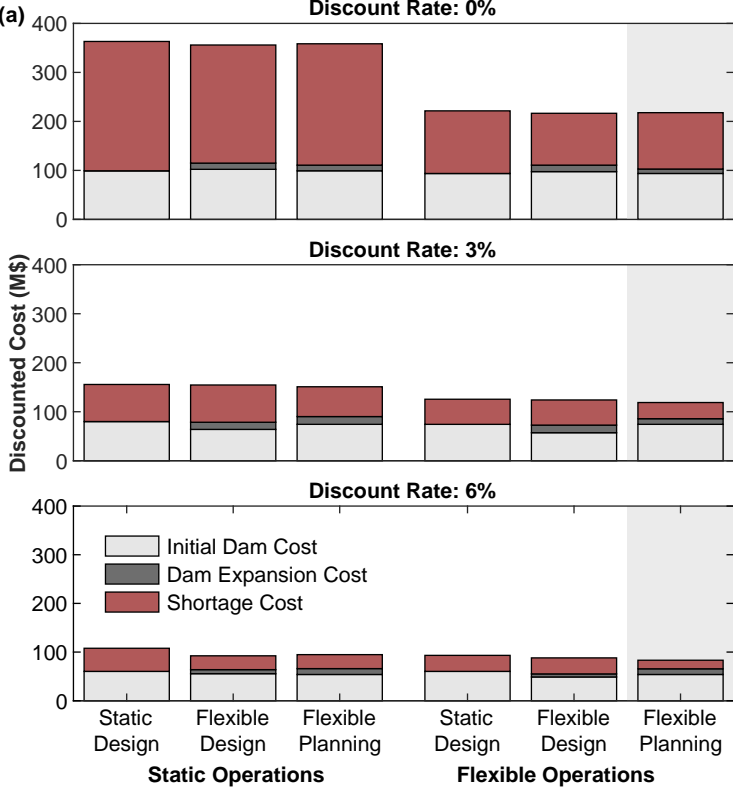 (a)
Discount Rate: 0%
400
300
200
100
0
Discount Rate: 3%
400
300
200
100
0
Discounted Cost (M$)
Discount Rate: 6%
400
300
200
100
0
Initial Dam Cost
Dam Expansion Cost
Shortage Cost
Static Design
Flexible Design
Flexible Planning
Static Design
Flexible Design
Flexible Planning
Static Operations
Flexible Operations